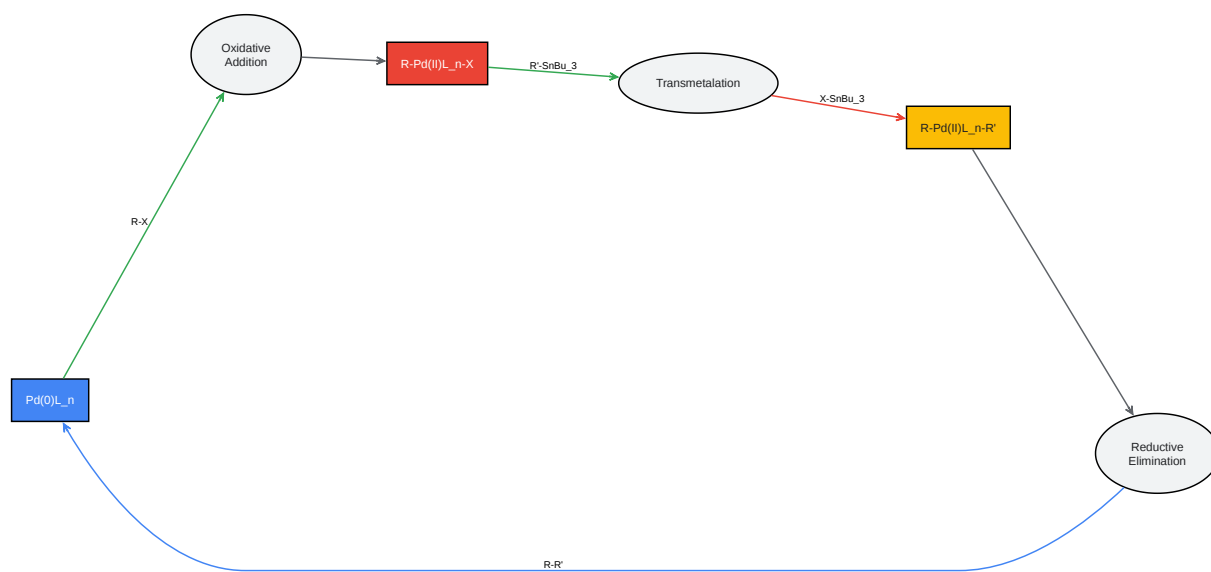 Oxidative
Addition
R-Pd(II)L_n-X
R'-SnBu_3
Transmetalation
X-SnBu_3
R-Pd(II)L_n-R'
R-X
Pd(0)L_n
Reductive
Elimination
R-R'